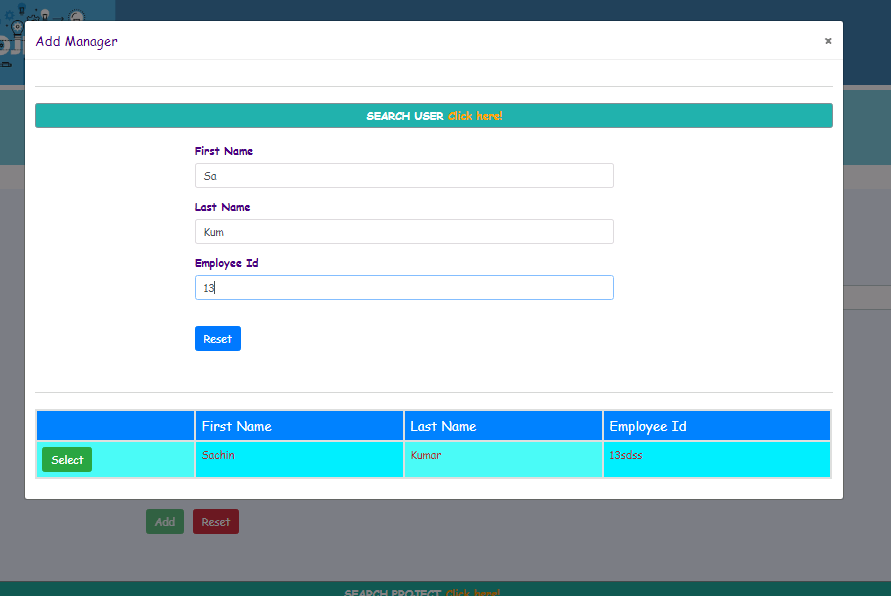 Add Manager ×
SEARCH USER Click here!
First Name
Sa
Last Name
Kum
Employee Id
13
Reset
First Name Last Name Employee Id
Select Sachin Kumar 13sdss
Add Reset
SEARCH PROJECT Click here!